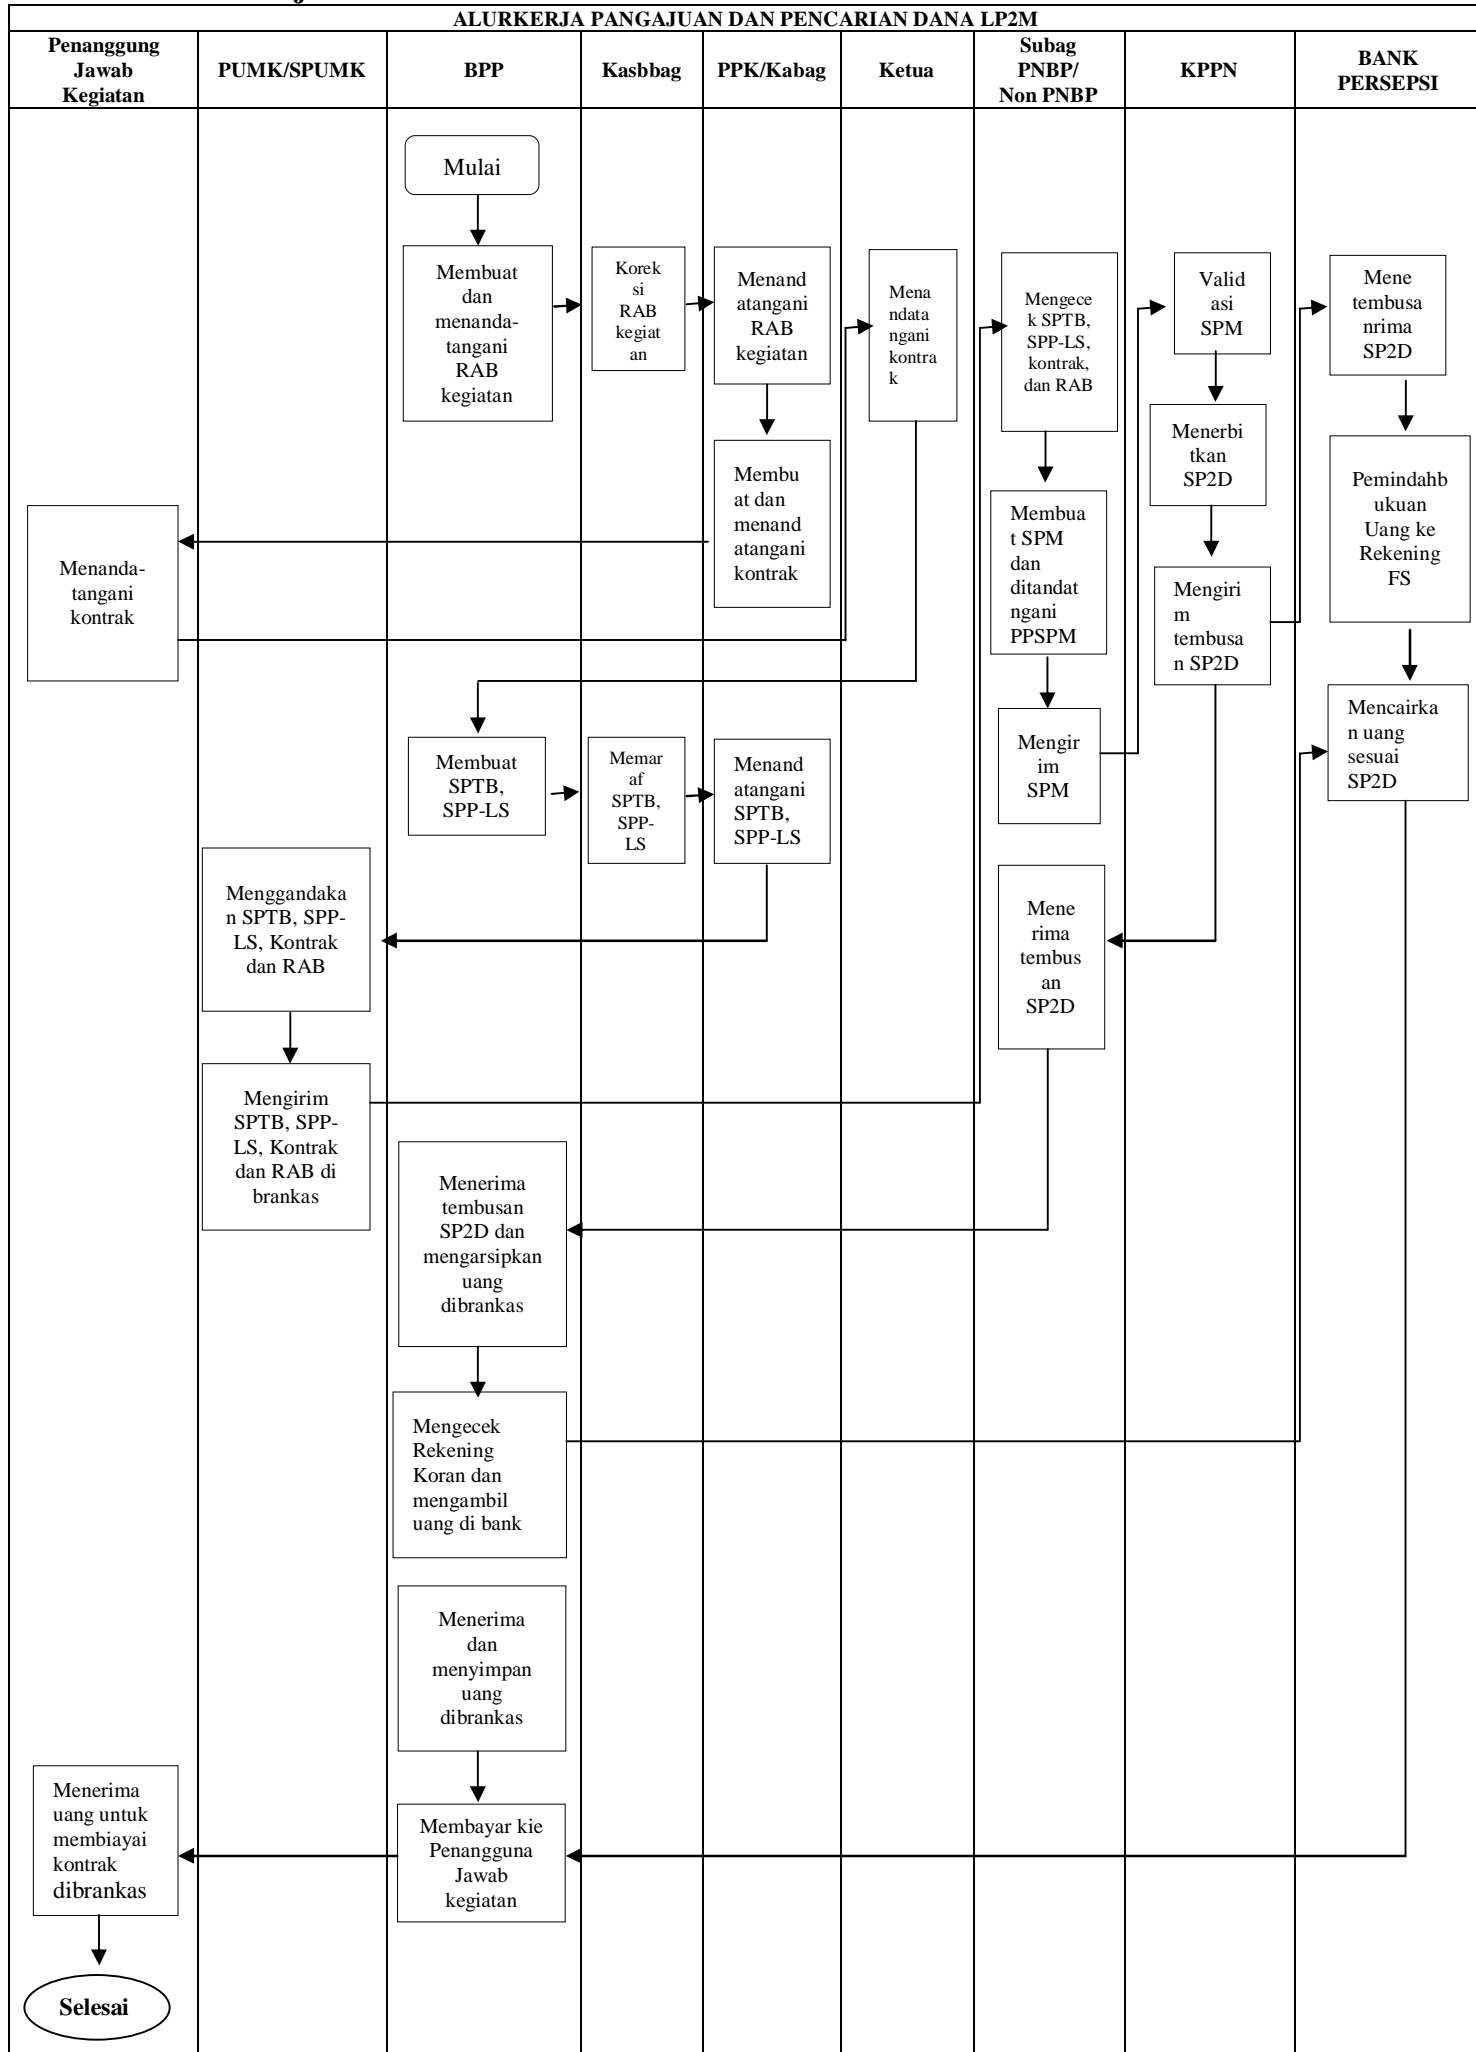 ALURKERJA PANGAJUAN DAN PENCARIAN DANA LP2M
Penanggung
Jawab
Kegiatan
PUMK/SPUMK
BPP
Kasbbag
PPK/Kabag
Ketua
Subag
PNBP/
Non PNBP
KPPN
BANK
PERSEPSI
Mulai
Membuat
dan
menanda-
tangani
RAB
kegiatan
Korek
si
RAB
kegiat
an
Menand
atangani
RAB
kegiatan
Mena
ndata
ngani
kontra
k
Mengece
k SPTB,
SPP-LS,
kontrak,
dan RAB
Valid
asi
SPM
Mene
tembusa
nrima
SP2D
Membu
at dan
menand
atangani
kontrak
Menerbi
tkan
SP2D
Pemindahb
ukuan
Uang ke
Rekening
FS
Menanda-
tangani
kontrak
Membua
t SPM
dan
ditandat
ngani
PPSPM
Mengiri
m
tembusa
n SP2D
Membuat
SPTB,
SPP-LS
Memar
af
SPTB,
SPP-
LS
Menand
atangani
SPTB,
SPP-LS
Mengir
im
SPM
Mencairka
n uang
sesuai
SP2D
Menggandaka
n SPTB, SPP-
LS, Kontrak
dan RAB
Mene
rima
tembus
an
SP2D
Mengirim
SPTB, SPP-
LS, Kontrak
dan RAB di
brankas
Menerima
tembusan
SP2D dan
mengarsipkan
uang
dibrankas
Mengecek
Rekening
Koran dan
mengambil
uang di bank
Menerima
dan
menyimpan
uang
dibrankas
Menerima
uang untuk
membiayai
kontrak
dibrankas
Membayar kie
Penangguna
Jawab
kegiatan
Selesai